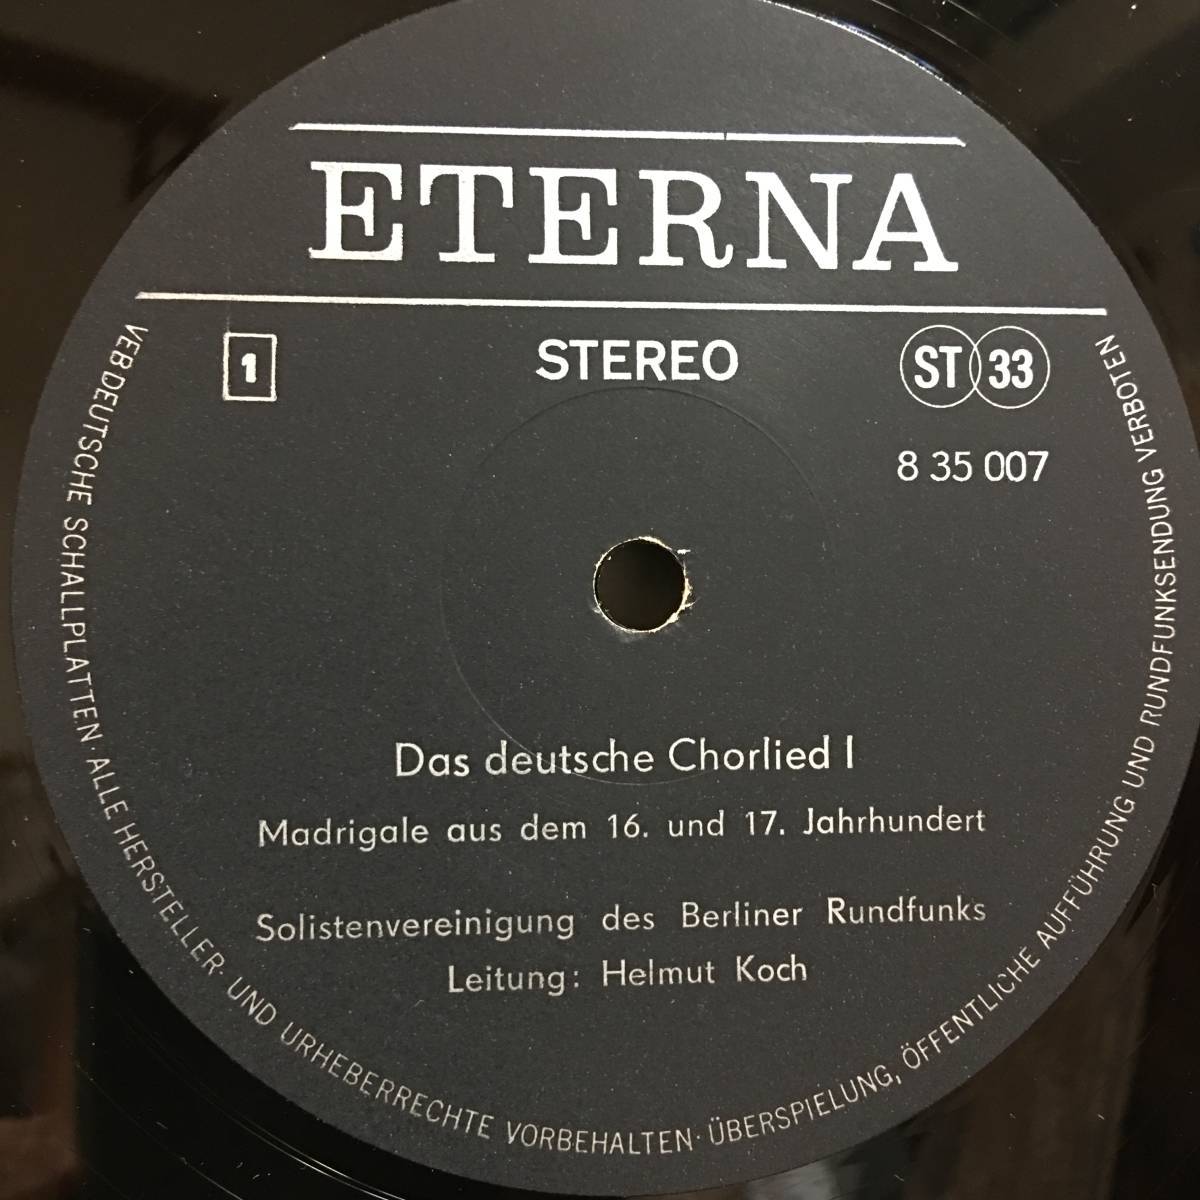 ETERNA
1
STEREO
ST 33
8 35 007
Das deutsche Chorlied I
Madrigale aus dem 16. und 17. Jahrhundert
Solistenvereinigung des Berliner Rundfunks
Leitung: Helmut Koch
VEB DEUTSCHE SCHALLPLATTEN · ALLE HERSTELLER- UND URHEBERRECHTE VORBEHALTEN · ÜBERSPIELUNG, ÖFFENTLICHE AUFFÜHRUNG UND RUNDFUNKSENDUNG VERBOTEN